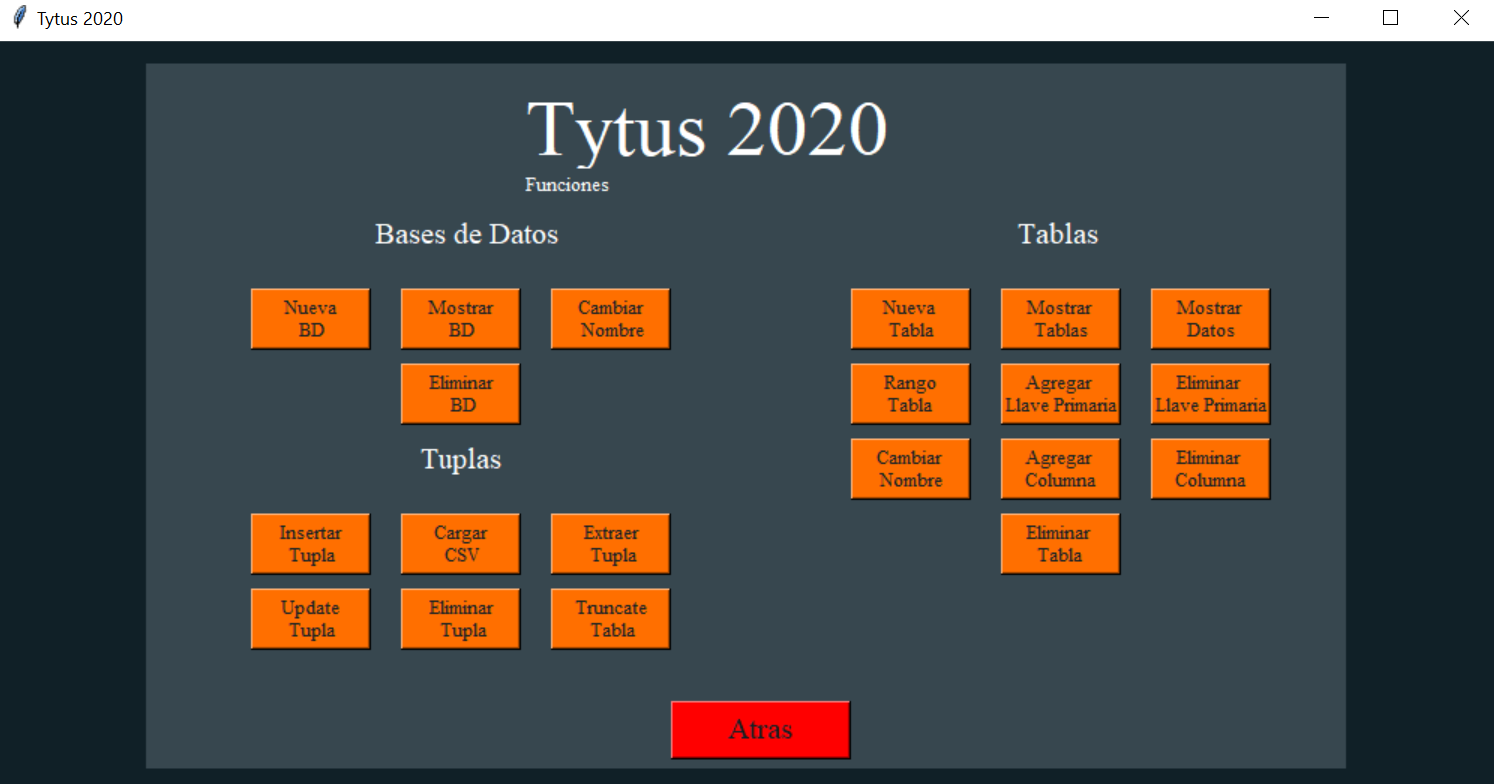 Tytus 2020
Tytus 2020
Funciones
Bases de Datos
Nueva
BD
Mostrar
BD
Cambiar
Nombre
Eliminar
BD
Tuplas
Insertar
Tupla
Cargar
CSV
Extraer
Tupla
Update
Tupla
Eliminar
Tupla
Truncate
Tabla
Tablas
Nueva
Tabla
Mostrar
Tablas
Mostrar
Datos
Rango
Tabla
Agregar
Llave Primaria
Eliminar
Llave Primaria
Cambiar
Nombre
Agregar
Columna
Eliminar
Columna
Eliminar
Tabla
Atras